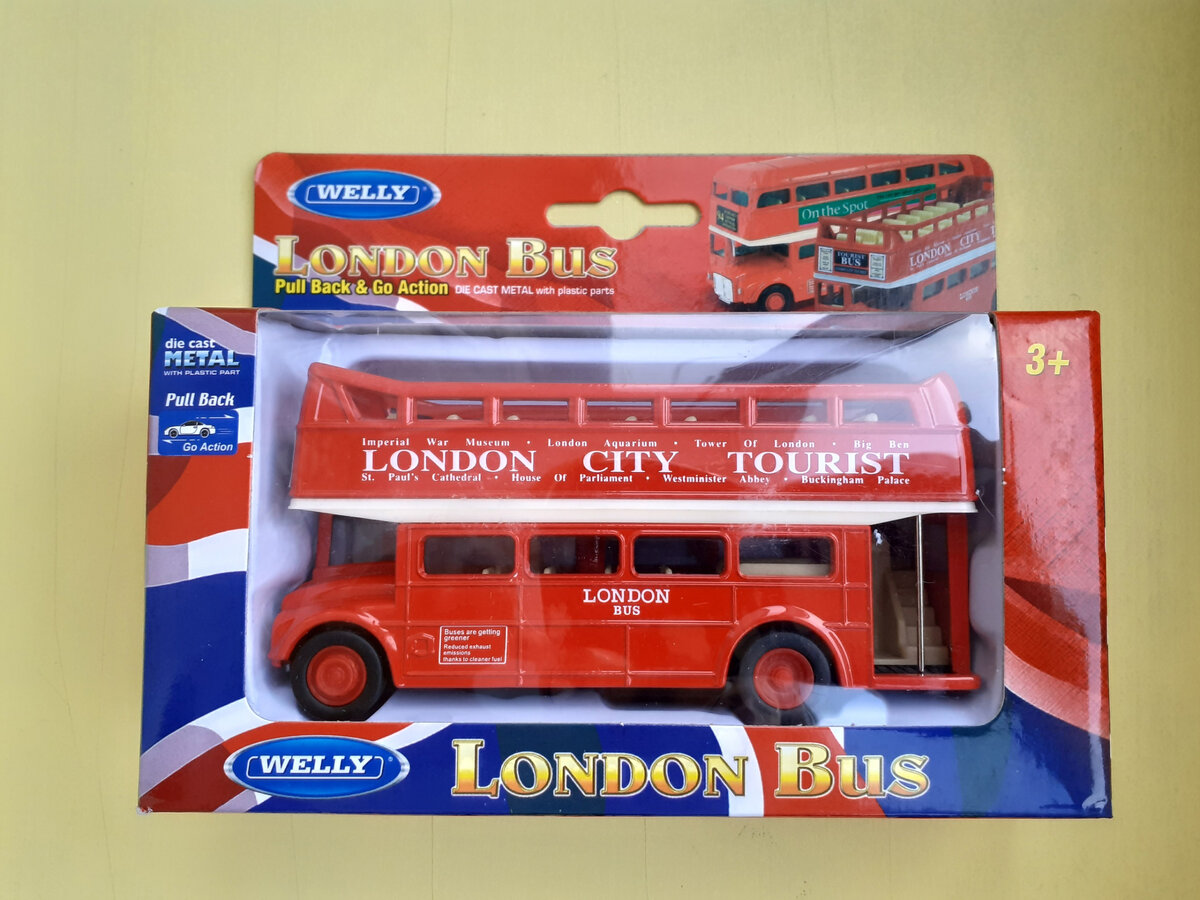 WELLY
LONDON BUS
Pull Back & Go Action DIE CAST METAL with plastic parts
94
On the Spot
TOURIST
BUS
LONDON CITY T
LONDON
die cast
METAL
WITH PLASTIC PART
Pull Back
Go Action
3+
Imperial War Museum • London Aquarium • Tower Of London • Big Ben
LONDON CITY TOURIST
St. Paul's Cathedral • House Of Parliament • Westminister Abbey • Buckingham Palace
LONDON
BUS
Buses are getting
greener
Reduced exhaust
emissions
thanks to cleaner fuel
WELLY
LONDON BUS